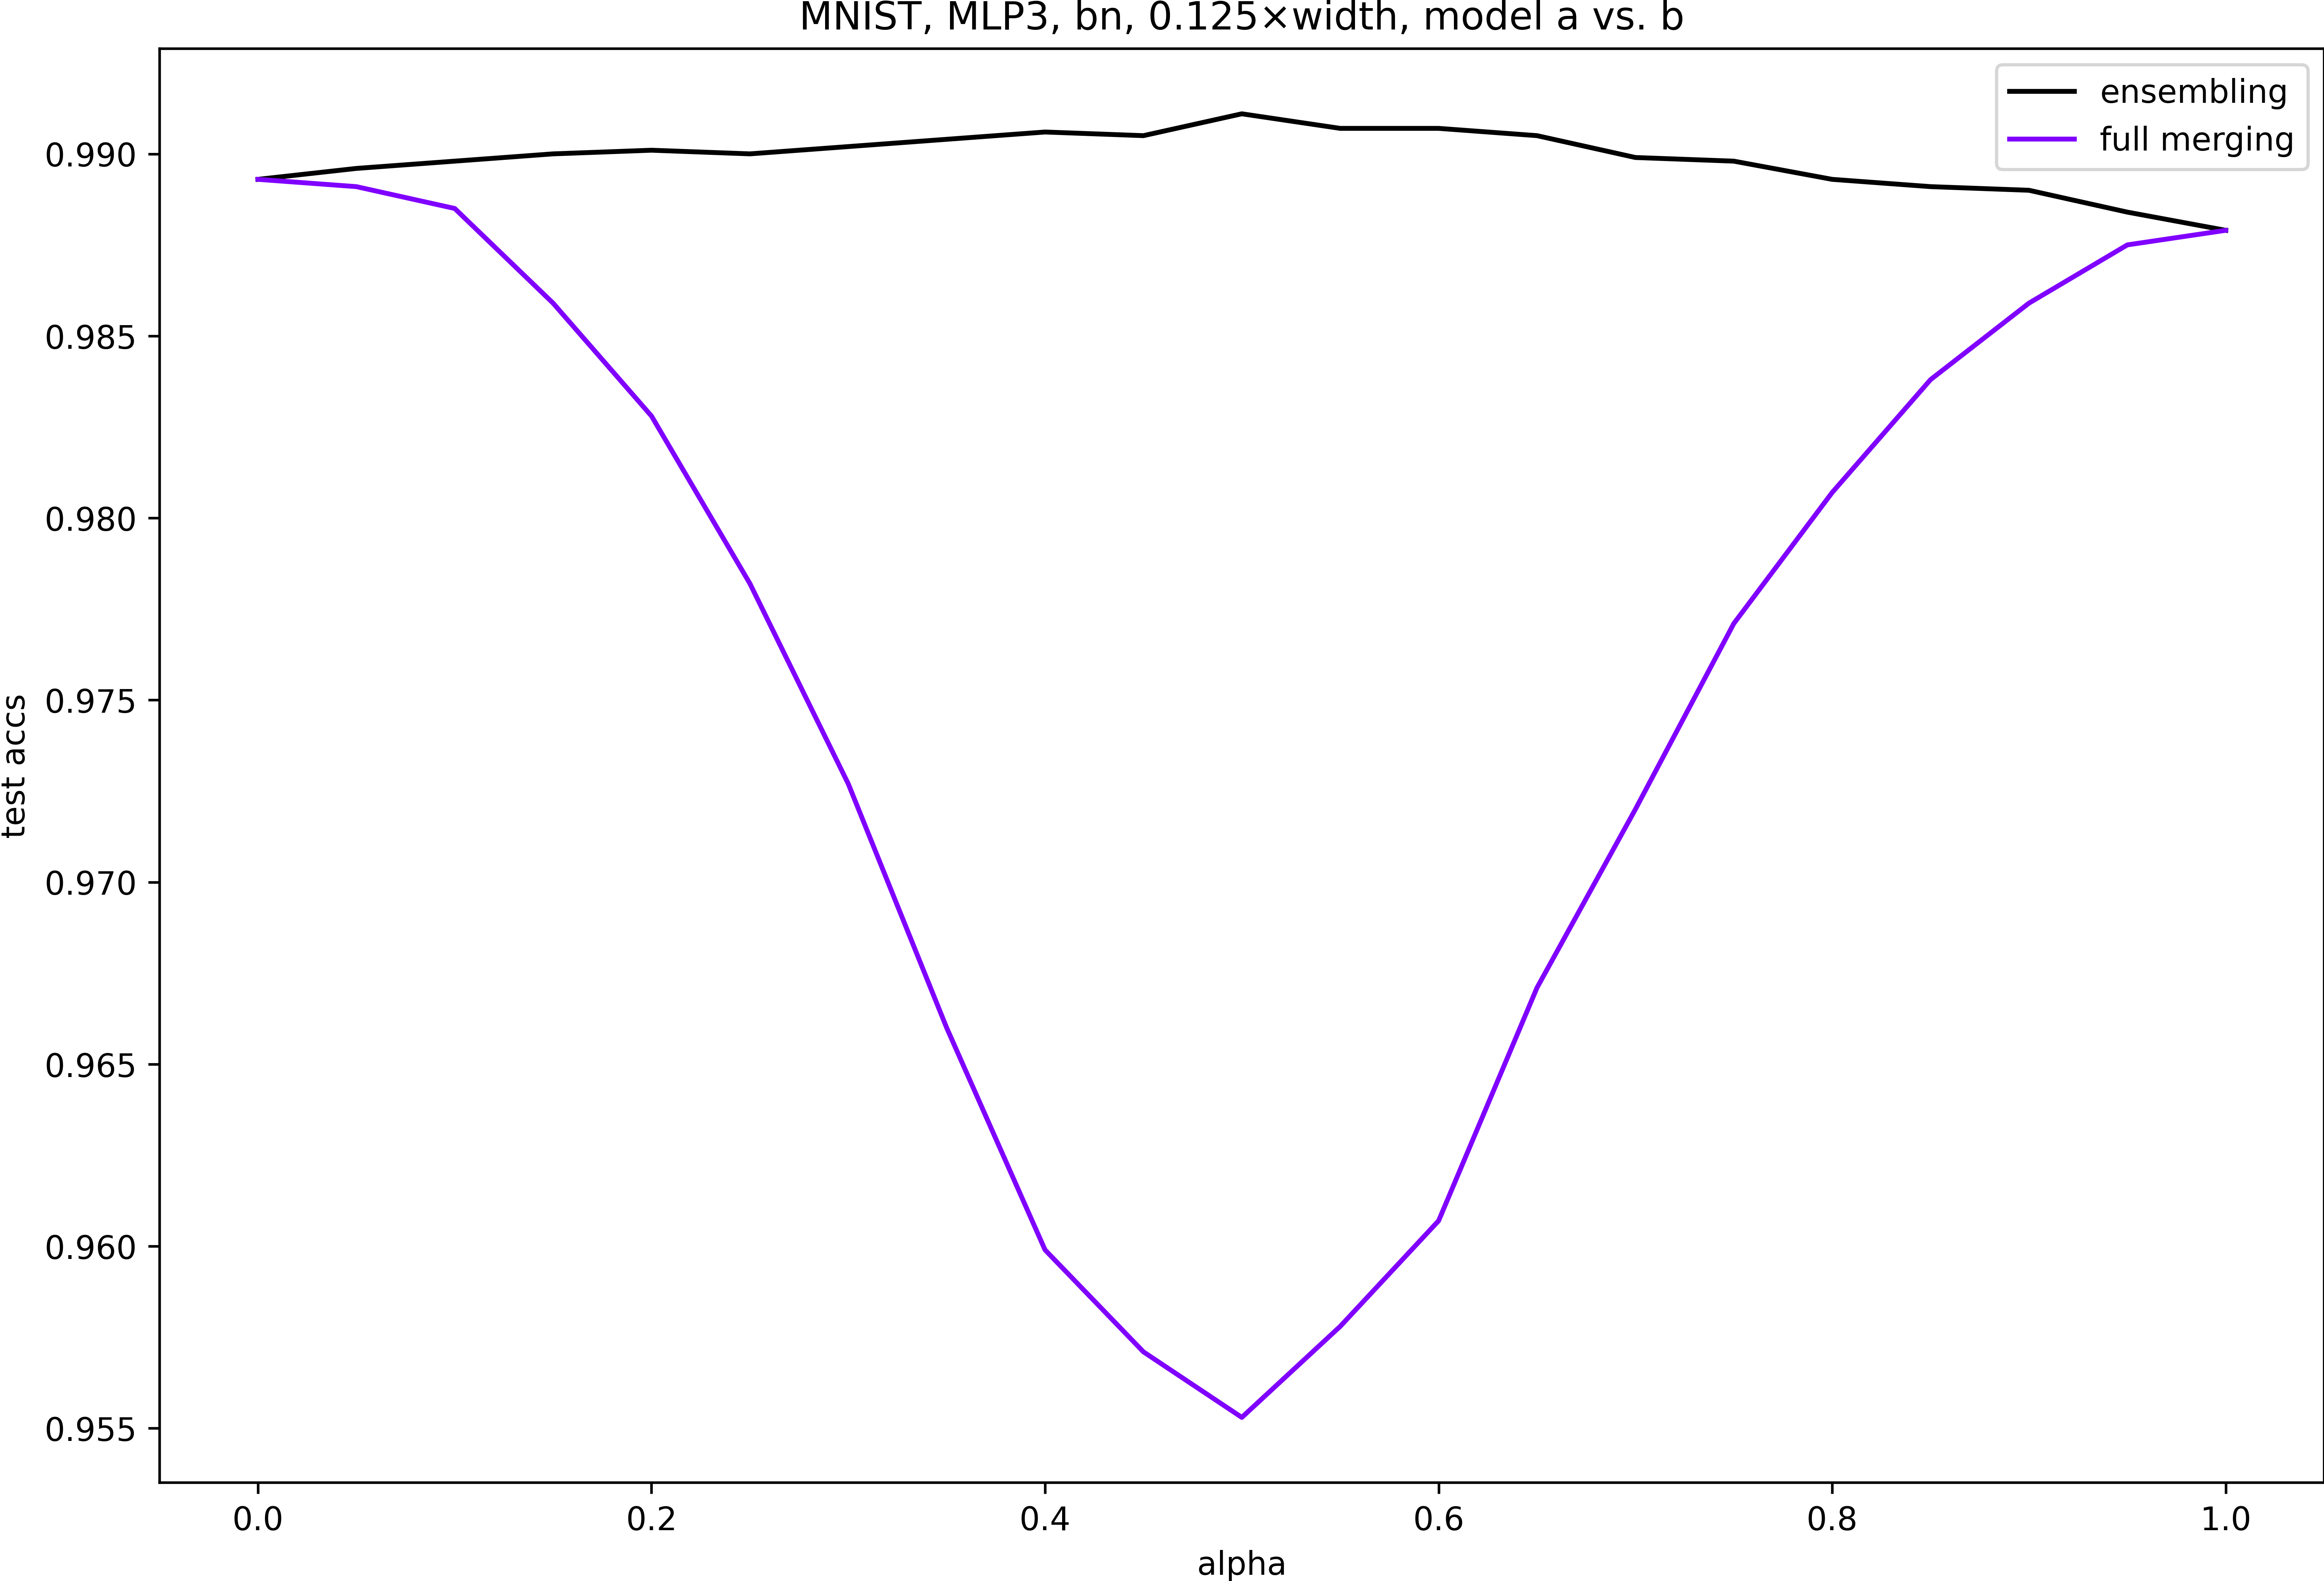 MNIST, MLP3, bn, 0.125×width, model a vs. b
ensembling
full merging
0.990
0.985
0.980
0.975
0.970
0.965
0.960
0.955
test accs
0.0 0.2 0.4 0.6 0.8 1.0
alpha